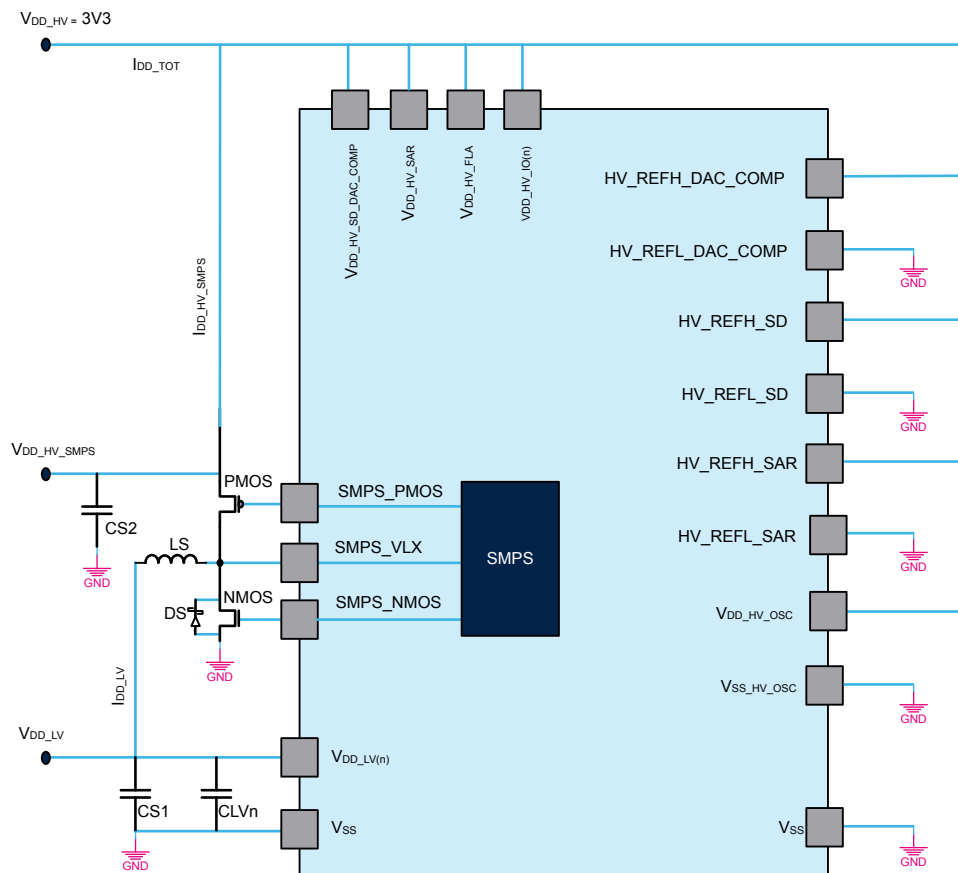 VDD_HV = 3V3
IDD_TOT
VDD_HV_SD_DAC_COMP
VDD_HV_SAR
VDD_HV_FLA
VDD_HV_IO(n)
HV_REFH_DAC_COMP
HV_REFL_DAC_COMP
GND
IDD_HV_SMPS
HV_REFH_SD
HV_REFL_SD
GND
VDD_HV_SMPS
HV_REFH_SAR
PMOS
SMPS_PMOS
CS2
HV_REFL_SAR
GND
LS
SMPS_VLX
SMPS
GND
DS
NMOS
SMPS_NMOS
VDD_HV_OSC
GND
IDD_LV
VSS_HV_OSC
GND
VDD_LV
VDD_LV(n)
CS1
CLVn
VSS
VSS
GND
GND